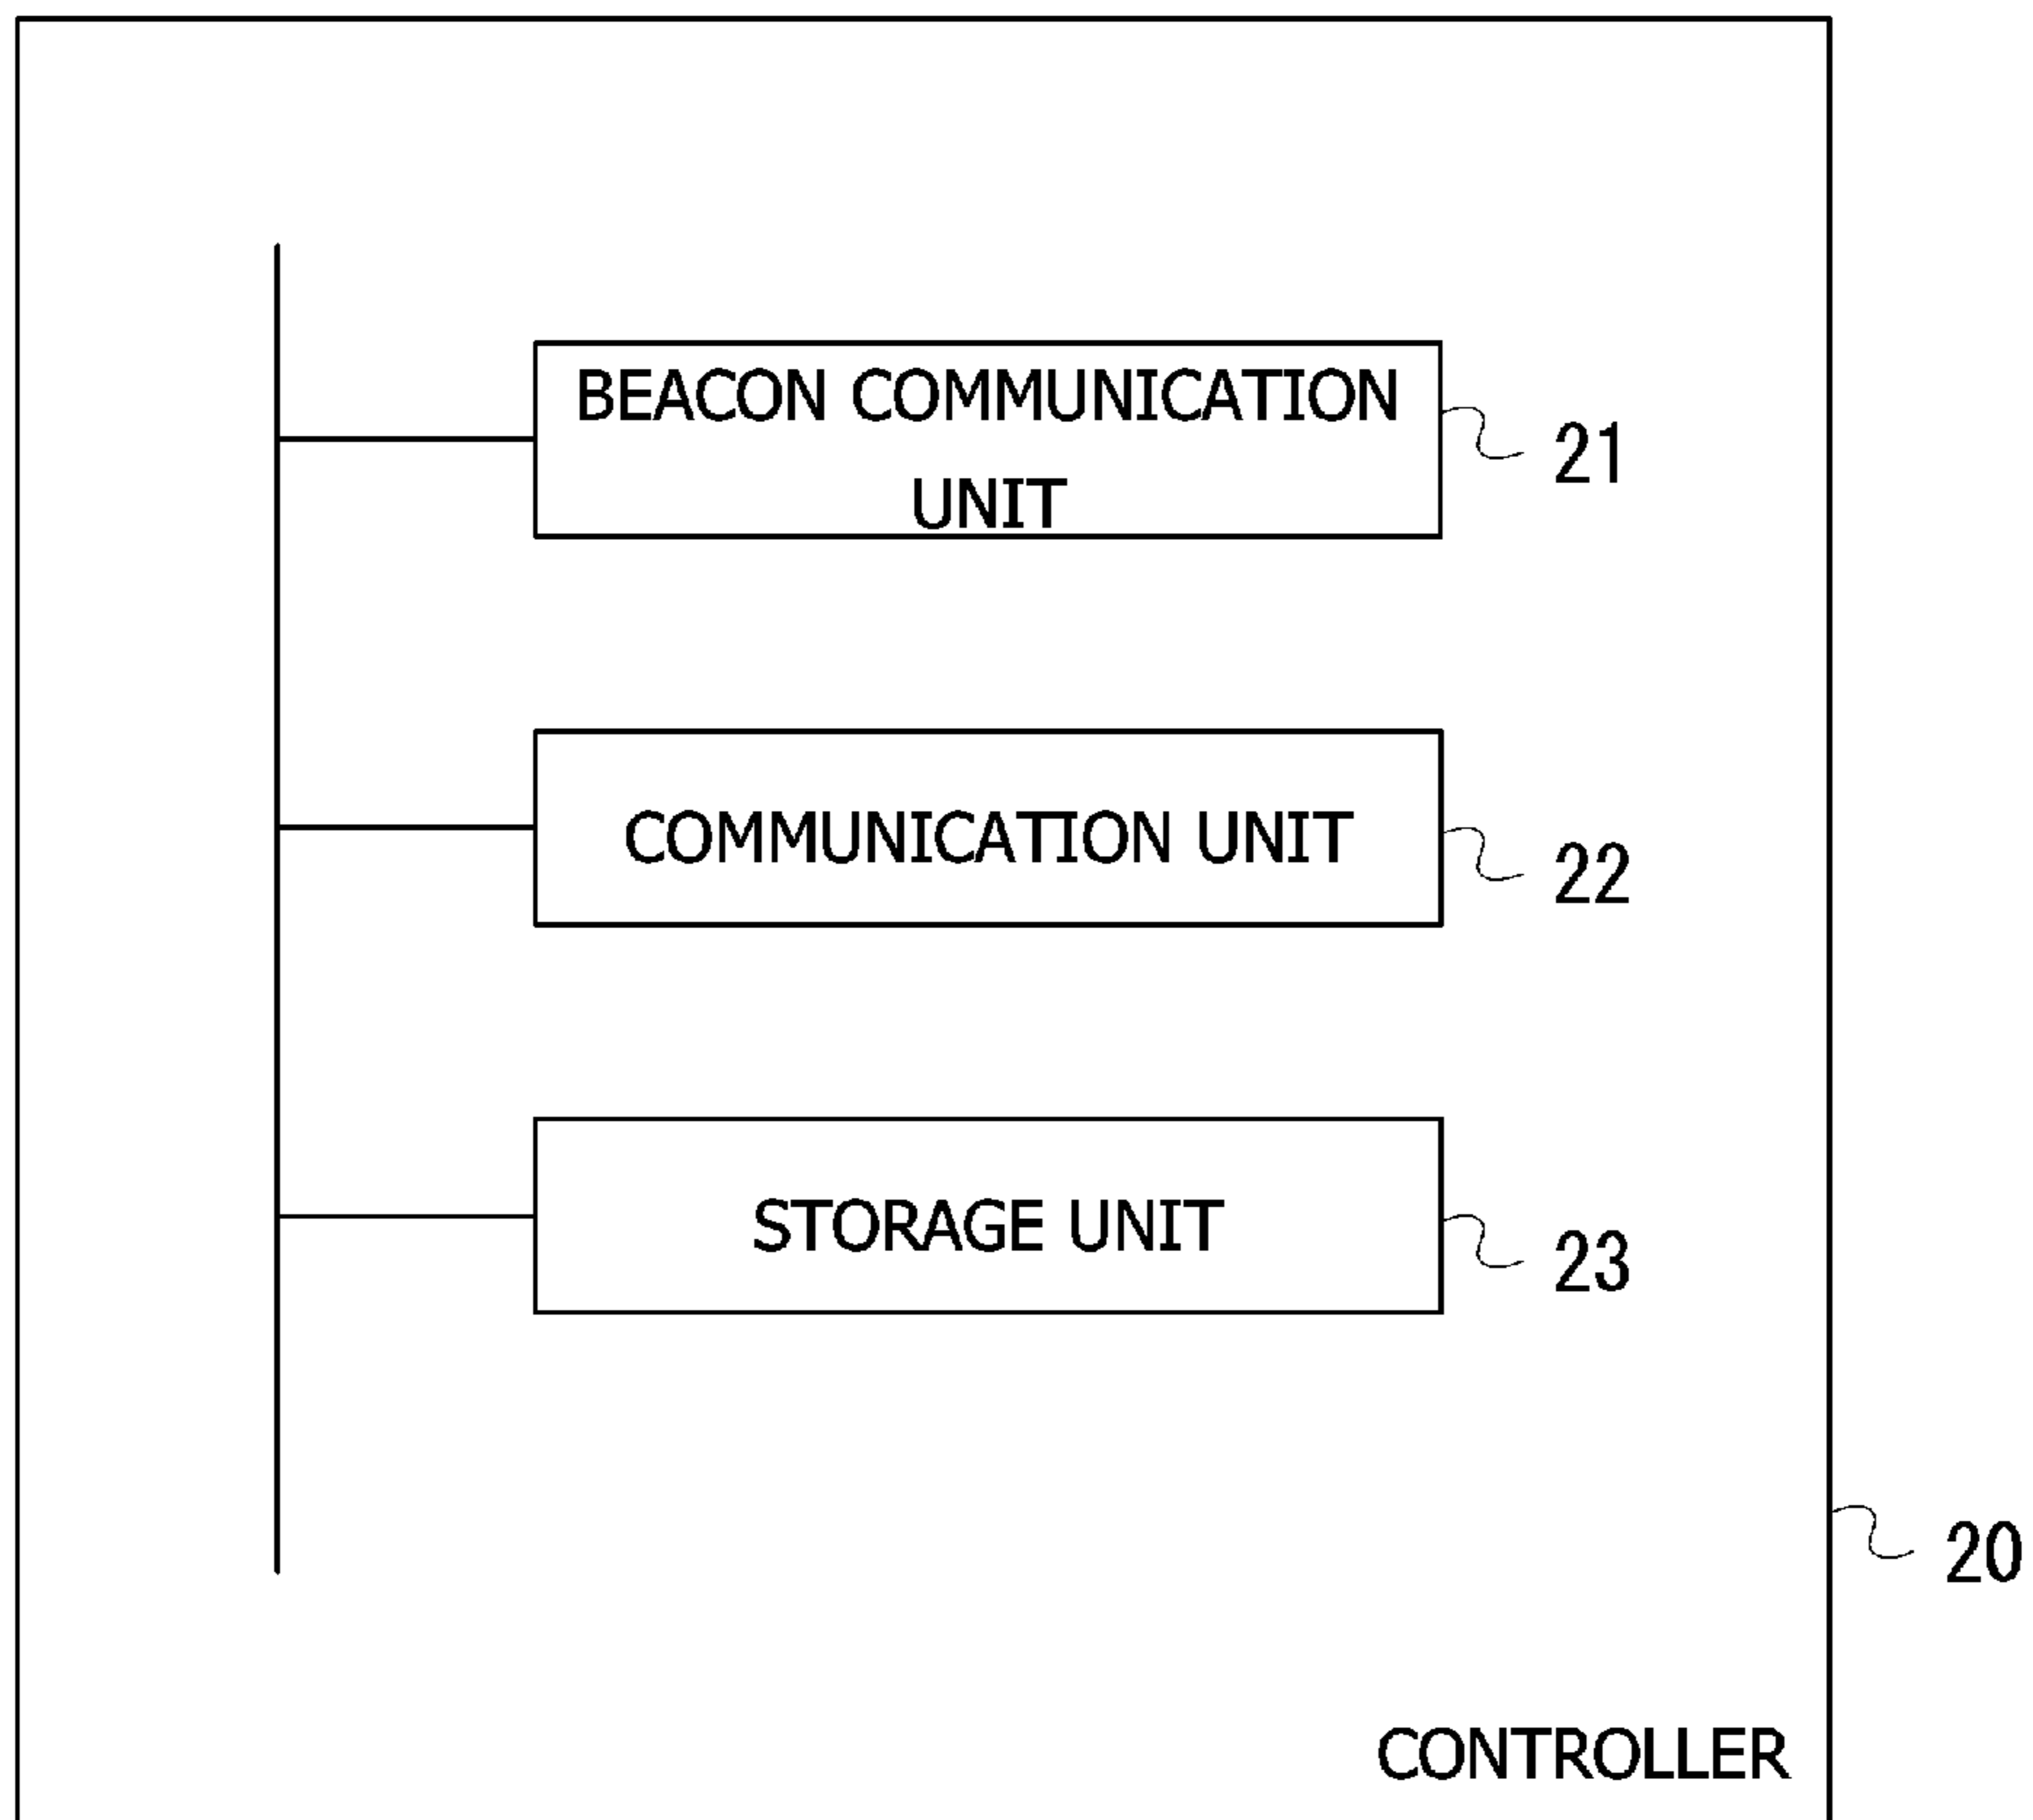 BEACON COMMUNICATION
UNIT
21
COMMUNICATION UNIT
22
STORAGE UNIT
23
20
CONTROLLER